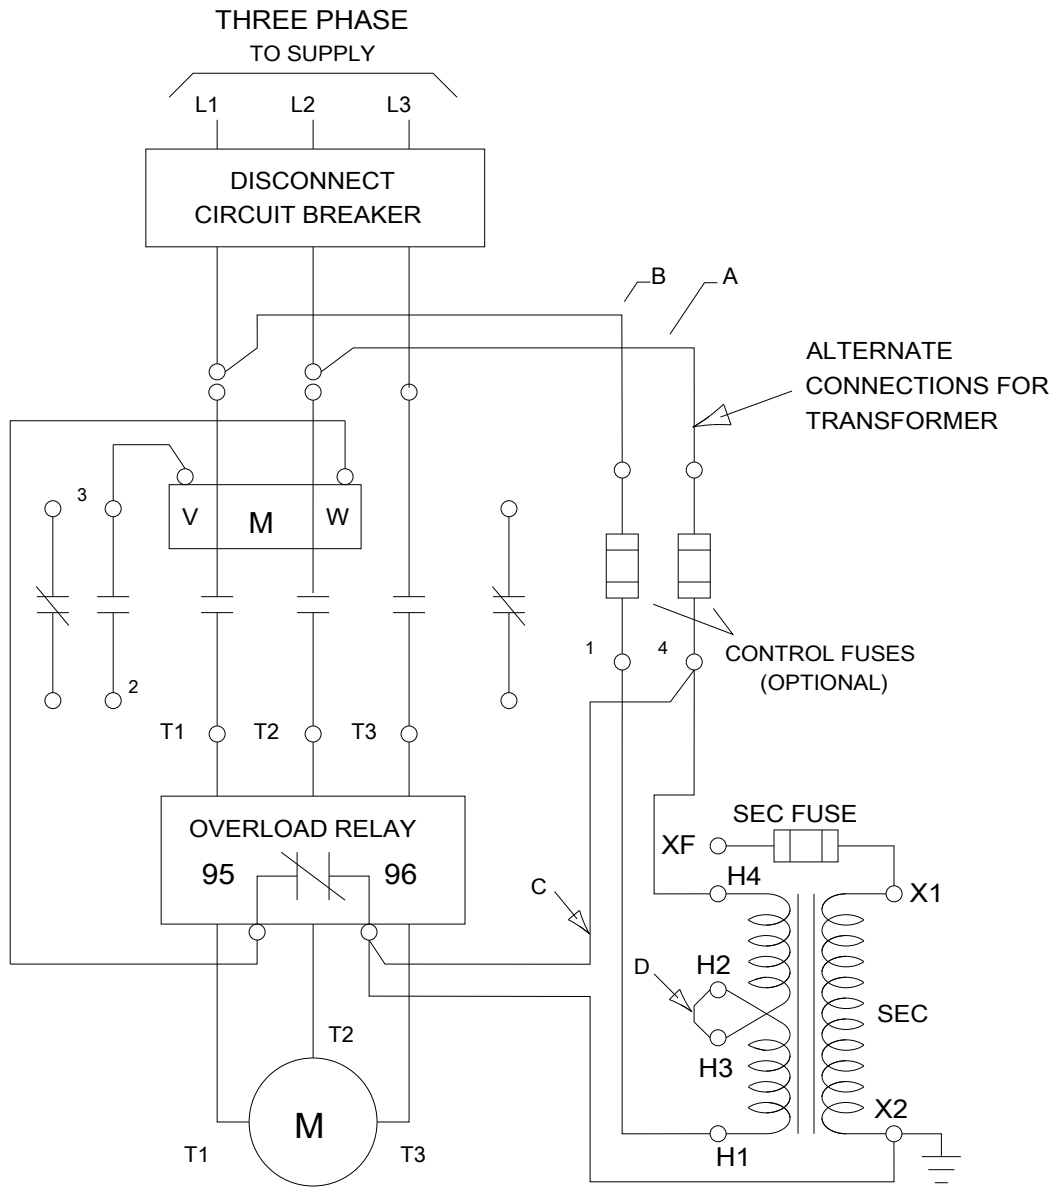 THREE PHASE
TO SUPPLY
L1 L2 L3
DISCONNECT
CIRCUIT BREAKER
B A
ALTERNATE
CONNECTIONS FOR
TRANSFORMER
3
V M W
1 4
CONTROL FUSES
(OPTIONAL)
2
T1 T2 T3
SEC FUSE
OVERLOAD RELAY
XF
95 96
H4
C
X1
D H2
SEC
T2
H3
X2
M
T1 T3
H1